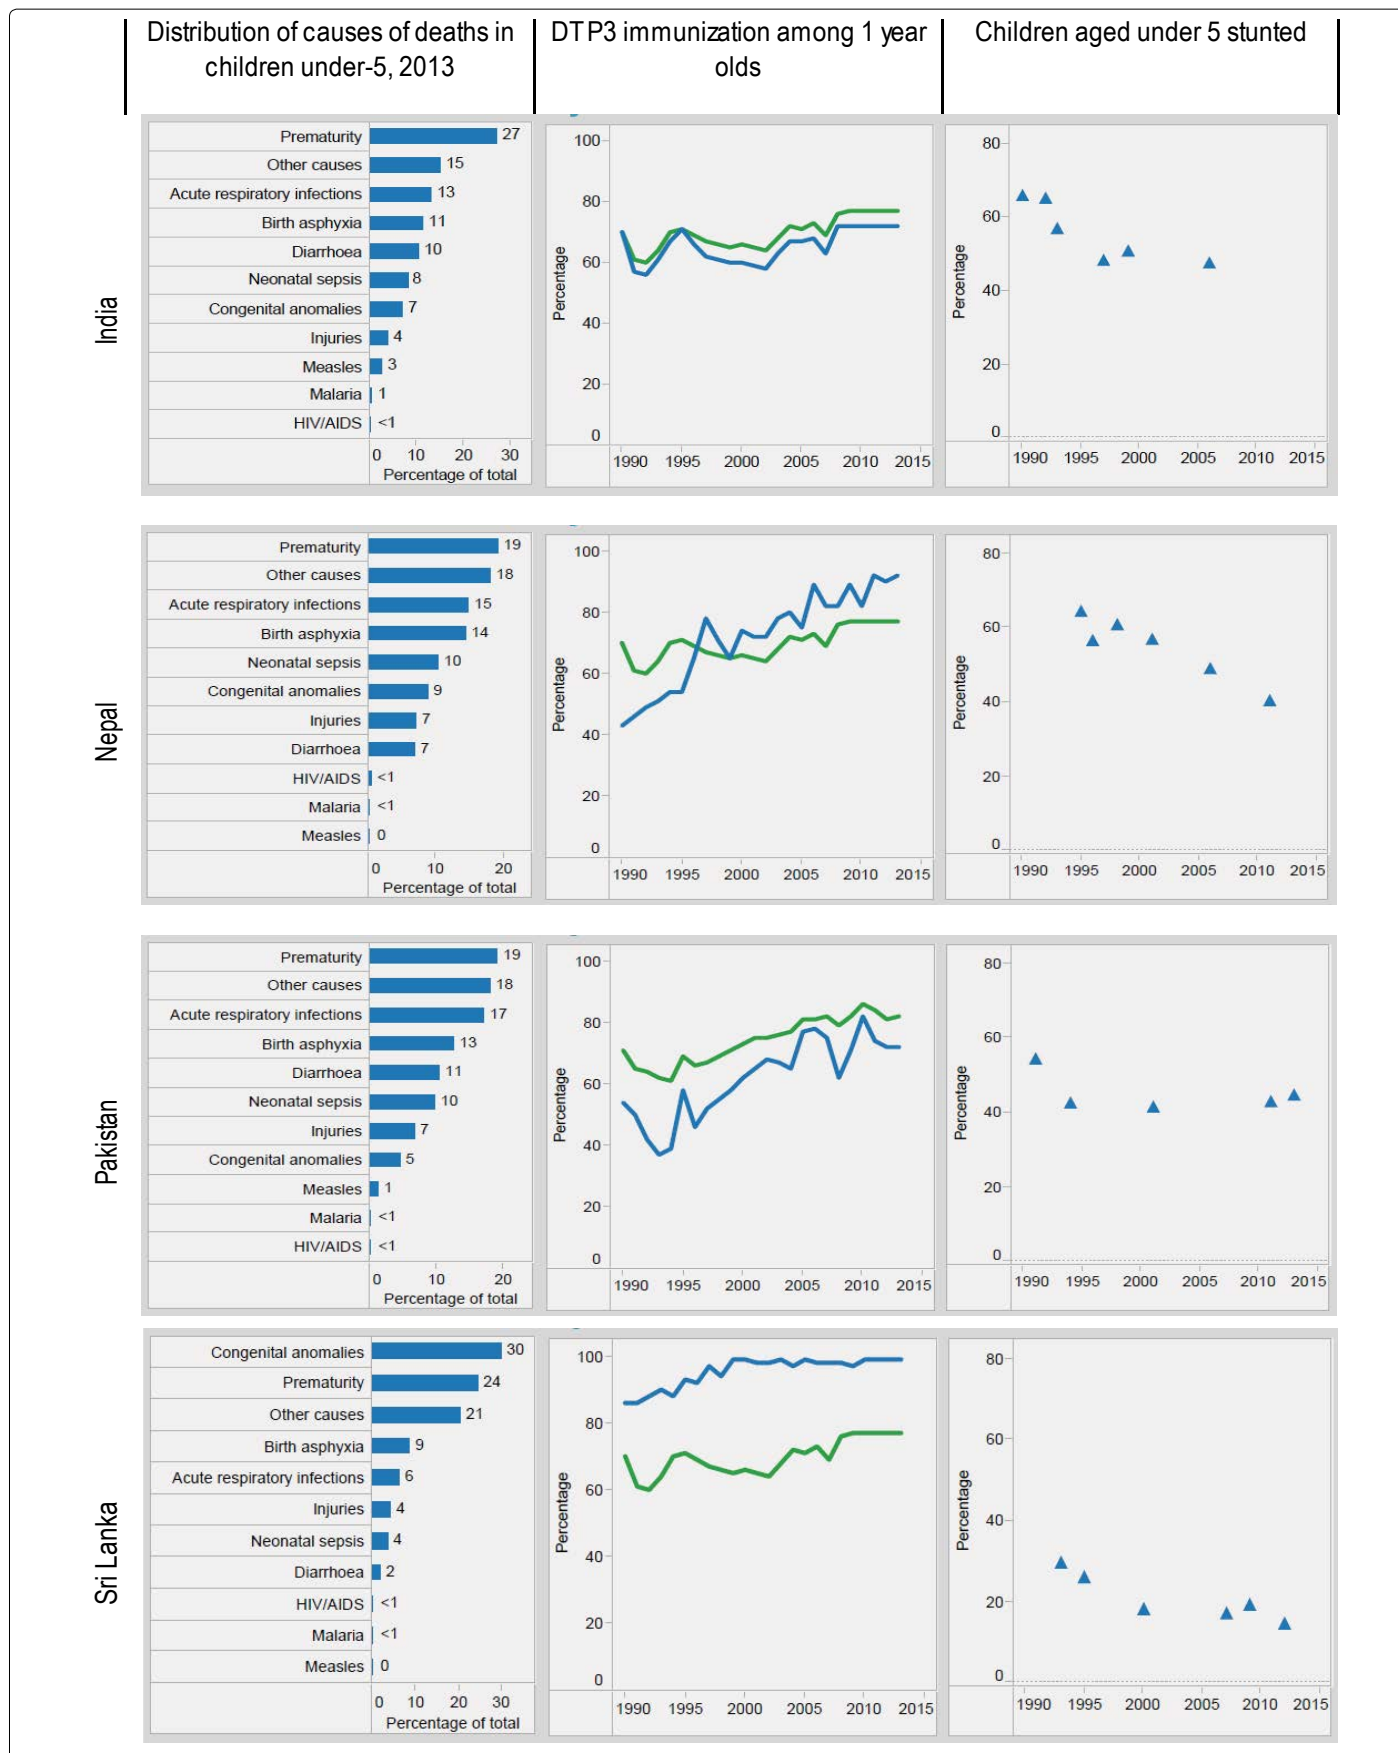 Distribution of causes of deaths in
children under-5, 2013
DTP3 immunization among 1 year
olds
Children aged under 5 stunted
India
Prematurity 27
Other causes 15
Acute respiratory infections 13
Birth asphyxia 11
Diarrhoea 10
Neonatal sepsis 8
Congenital anomalies 7
Injuries 4
Measles 3
Malaria 1
HIV/AIDS <1
0 10 20 30
Percentage of total
100
80
60
40
20
0
Percentage
1990 1995 2000 2005 2010 2015
80
60
40
20
0
Percentage
1990 1995 2000 2005 2010 2015
Nepal
Prematurity 19
Other causes 18
Acute respiratory infections 15
Birth asphyxia 14
Neonatal sepsis 10
Congenital anomalies 9
Injuries 7
Diarrhoea 7
HIV/AIDS <1
Malaria <1
Measles 0
0 10 20
Percentage of total
100
80
60
40
20
0
Percentage
1990 1995 2000 2005 2010 2015
80
60
40
20
0
Percentage
1990 1995 2000 2005 2010 2015
Pakistan
Prematurity 19
Other causes 18
Acute respiratory infections 17
Birth asphyxia 13
Diarrhoea 11
Neonatal sepsis 10
Injuries 7
Congenital anomalies 5
Measles 1
Malaria <1
HIV/AIDS <1
0 10 20
Percentage of total
100
80
60
40
20
0
Percentage
1990 1995 2000 2005 2010 2015
80
60
40
20
0
Percentage
1990 1995 2000 2005 2010 2015
Sri Lanka
Congenital anomalies 30
Prematurity 24
Other causes 21
Birth asphyxia 9
Acute respiratory infections 6
Injuries 4
Neonatal sepsis 4
Diarrhoea 2
HIV/AIDS <1
Malaria <1
Measles 0
0 10 20 30
Percentage of total
100
80
60
40
20
0
Percentage
1990 1995 2000 2005 2010 2015
80
60
40
20
0
Percentage
1990 1995 2000 2005 2010 2015